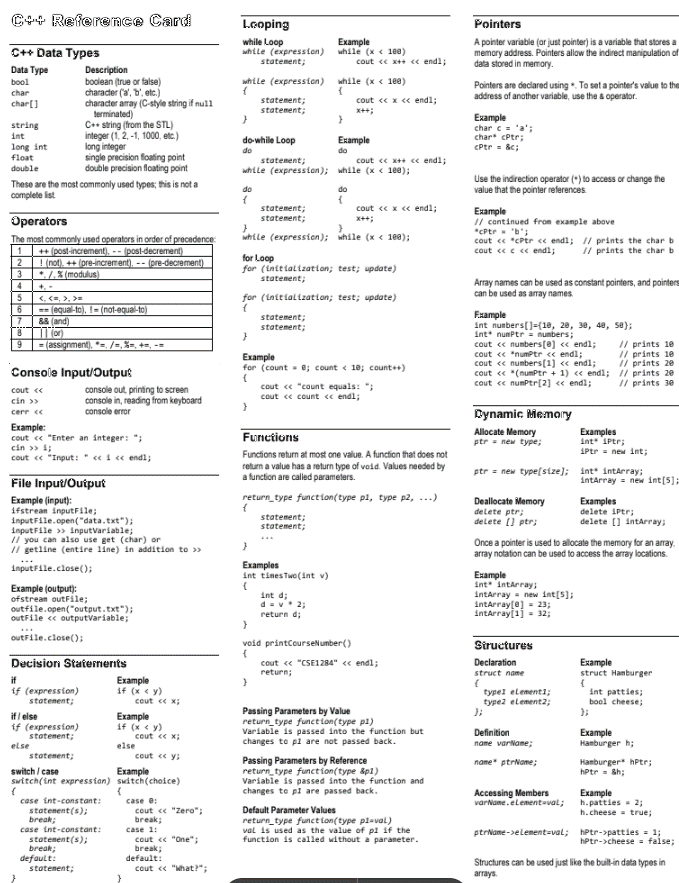 C++ Reference Card
C++ Data Types
Data Type Description
bool boolean (true or false)
char character ('a', 'b', etc.)
char[] character array (C-style string if null
terminated)
string C++ string (from the STL)
int integer (1, 2, -1, 1000, etc.)
long int long integer
float single precision floating point
double double precision floating point
These are the most commonly used types; this is not a
complete list.
Operators
The most commonly used operators in order of precedence:
1 ++ (post-increment), -- (post-decrement)
2 ! (not), ++ (pre-increment), -- (pre-decrement)
3 *, /, % (modulus)
4 +, -
5 <, <=, >, >=
6 == (equal-to), != (not-equal-to)
7 && (and)
8 || (or)
9 = (assignment), *=, /=, %=, +=, -=
Console Input/Output
cout << console out, printing to screen
cin >> console in, reading from keyboard
cerr << console error
Example:
cout << "Enter an integer: ";
cin >> i;
cout << "Input: " << i << endl;
File Input/Output
Example (input):
ifstream inputFile;
inputFile.open("data.txt");
inputFile >> inputVariable;
// you can also use get (char) or
// getline (entire line) in addition to >>
...
inputFile.close();
Example (output):
ofstream outFile;
outfile.open("output.txt");
outFile << outputVariable;
...
outFile.close();
Decision Statements
if Example
if (expression) if (x < y)
statement; cout << x;
if / else Example
if (expression) if (x < y)
statement; cout << x;
else else
statement; cout << y;
switch / case Example
switch(int expression) switch(choice)
{ {
case int-constant: case 0:
statement(s); cout << "Zero";
break; break;
case int-constant: case 1:
statement(s); cout << "One";
break; break;
default: default:
statement; cout << "What?";
} }
Looping
while Loop Example
while (expression) while (x < 100)
statement; cout << x++ << endl;
while (expression) while (x < 100)
{ {
statement; cout << x << endl;
statement; x++;
} }
do-while Loop Example
do do
statement; cout << x++ << endl;
while (expression); while (x < 100);
do do
{ {
statement; cout << x << endl;
statement; x++;
} }
while (expression); while (x < 100);
for Loop
for (initialization; test; update)
statement;
for (initialization; test; update)
{
statement;
statement;
}
Example
for (count = 0; count < 10; count++)
{
cout << "count equals: ";
cout << count << endl;
}
Functions
Functions return at most one value. A function that does not
return a value has a return type of void. Values needed by
a function are called parameters.
return_type function(type p1, type p2, ...)
{
statement;
statement;
...
}
Examples
int timesTwo(int v)
{
int d;
d = v * 2;
return d;
}
void printCourseNumber()
{
cout << "CSE1284" << endl;
return;
}
Passing Parameters by Value
return_type function(type p1)
Variable is passed into the function but
changes to p1 are not passed back.
Passing Parameters by Reference
return_type function(type &p1)
Variable is passed into the function and
changes to p1 are passed back.
Default Parameter Values
return_type function(type p1=val)
val is used as the value of p1 if the
function is called without a parameter.
Pointers
A pointer variable (or just pointer) is a variable that stores a
memory address. Pointers allow the indirect manipulation of
data stored in memory.
Pointers are declared using *. To set a pointer's value to the
address of another variable, use the & operator.
Example
char c = 'a';
char* cPtr;
cPtr = &c;
Use the indirection operator (*) to access or change the
value that the pointer references.
Example
// continued from example above
*cPtr = 'b';
cout << *cPtr << endl; // prints the char b
cout << c << endl; // prints the char b
Array names can be used as constant pointers, and pointers
can be used as array names.
Example
int numbers[]={10, 20, 30, 40, 50};
int* numPtr = numbers;
cout << numbers[0] << endl; // prints 10
cout << *numPtr << endl; // prints 10
cout << numbers[1] << endl; // prints 20
cout << *(numPtr + 1) << endl; // prints 20
cout << numPtr[2] << endl; // prints 30
Dynamic Memory
Allocate Memory Examples
ptr = new type; int* iPtr;
iPtr = new int;
ptr = new type[size]; int* intArray;
intArray = new int[5];
Deallocate Memory Examples
delete ptr; delete iPtr;
delete [] ptr; delete [] intArray;
Once a pointer is used to allocate the memory for an array,
array notation can be used to access the array locations.
Example
int* intArray;
intArray = new int[5];
intArray[0] = 23;
intArray[1] = 32;
Structures
Declaration Example
struct name struct Hamburger
{ {
type1 element1; int patties;
type2 element2; bool cheese;
}; };
Definition Example
name varName; Hamburger h;
name* ptrName; Hamburger* hPtr;
hPtr = &h;
Accessing Members Example
varName.element=val; h.patties = 2;
h.cheese = true;
ptrName->element=val; hPtr->patties = 1;
hPtr->cheese = false;
Structures can be used just like the built-in data types in
arrays.